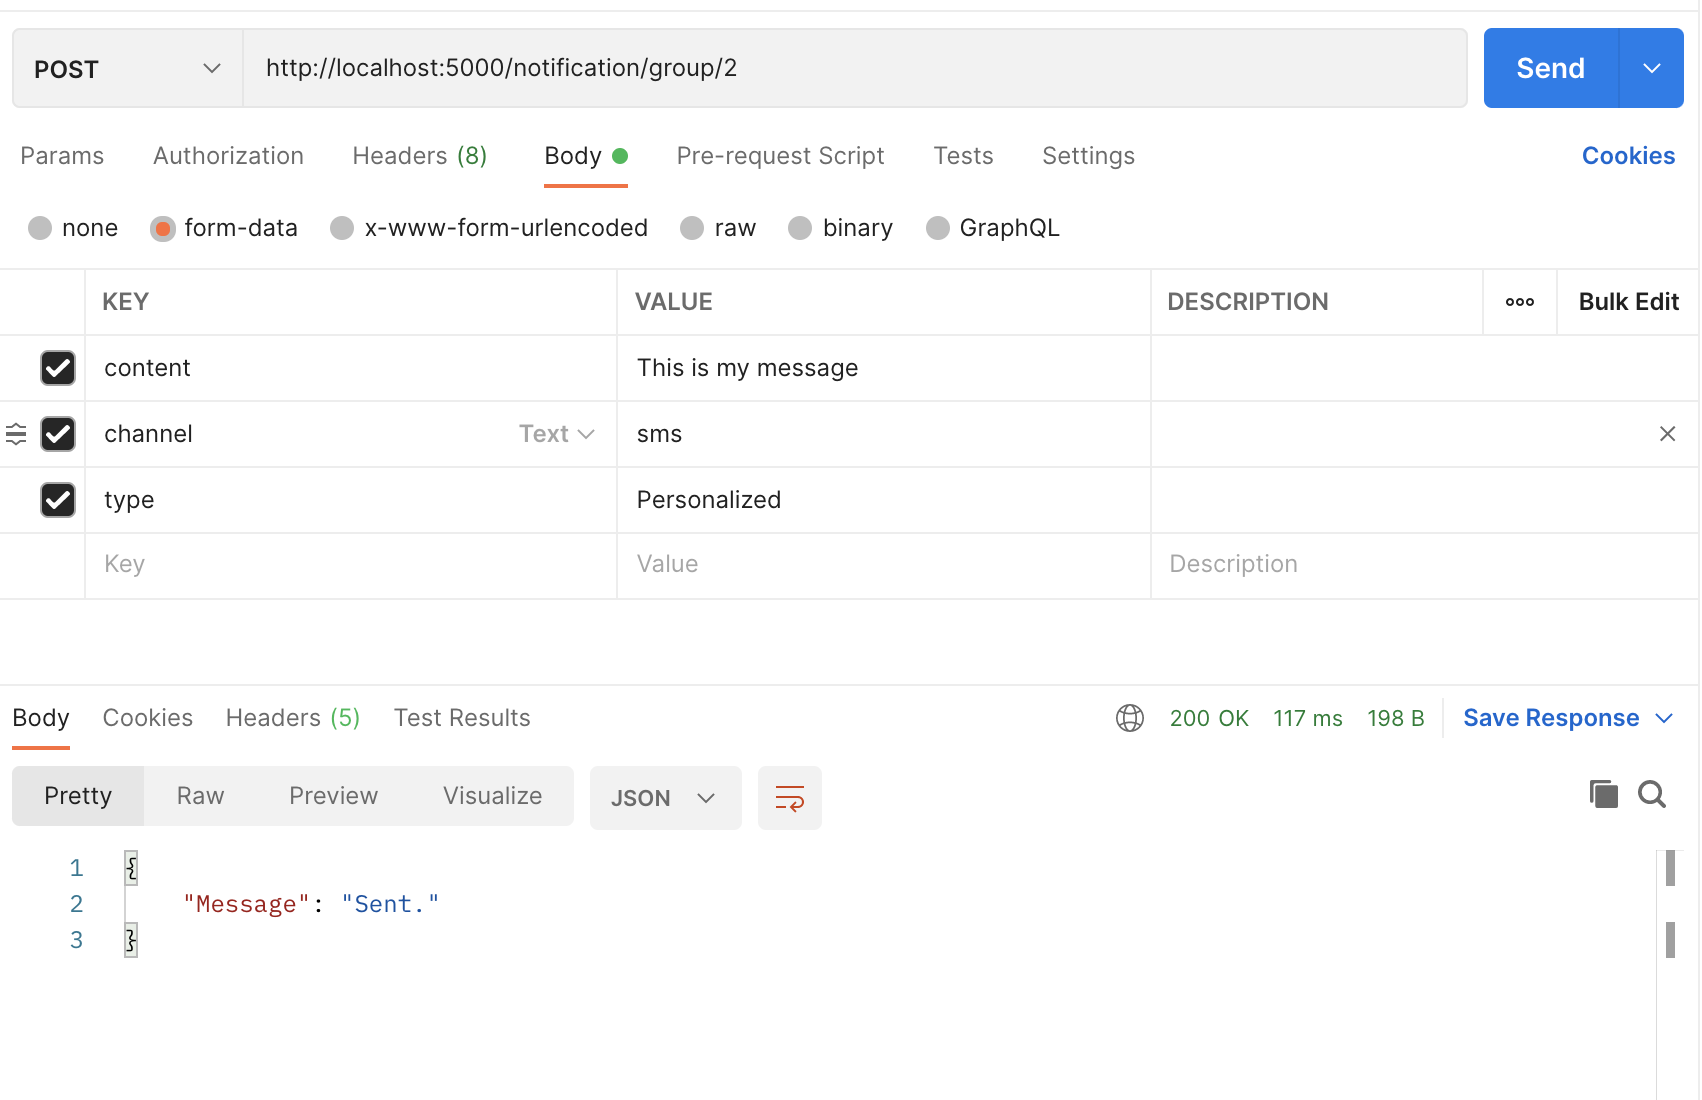 POST http://localhost:5000/notification/group/2 Send
Params Authorization Headers (8) Body Pre-request Script Tests Settings Cookies
none form-data x-www-form-urlencoded raw binary GraphQL
KEY VALUE DESCRIPTION Bulk Edit
content This is my message
channel Text sms
type Personalized
Key Value Description
Body Cookies Headers (5) Test Results 200 OK 117 ms 198 B Save Response
Pretty Raw Preview Visualize JSON
1 {
2 "Message": "Sent."
3 }